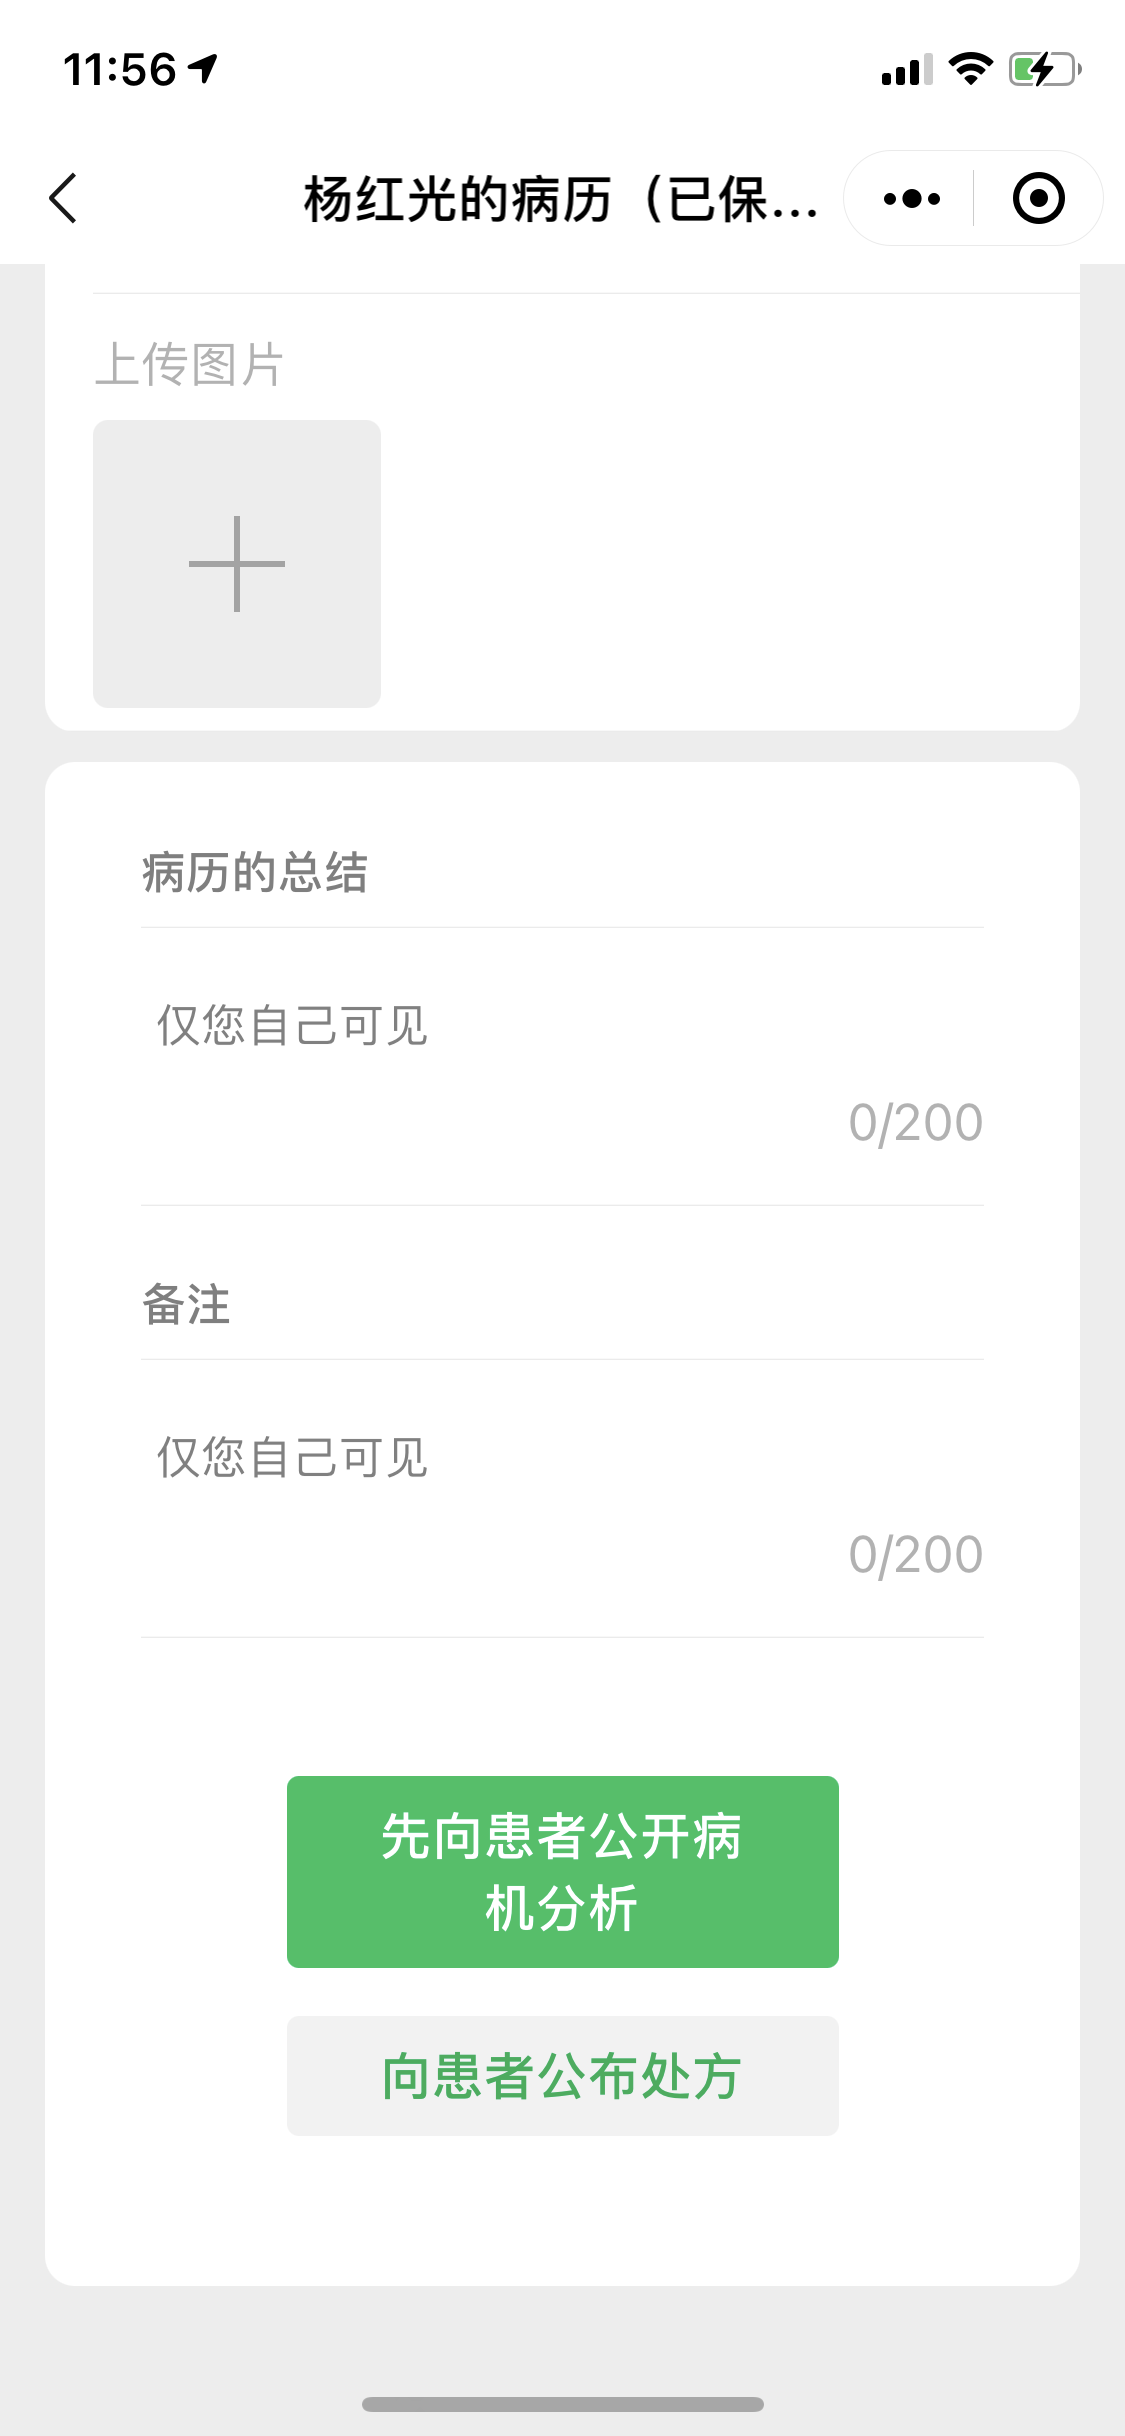 11:56
杨红光的病历（已保...
上传图片
病历的总结
仅您自己可见
0/200
备注
仅您自己可见
0/200
先向患者公开病
机分析
向患者公布处方